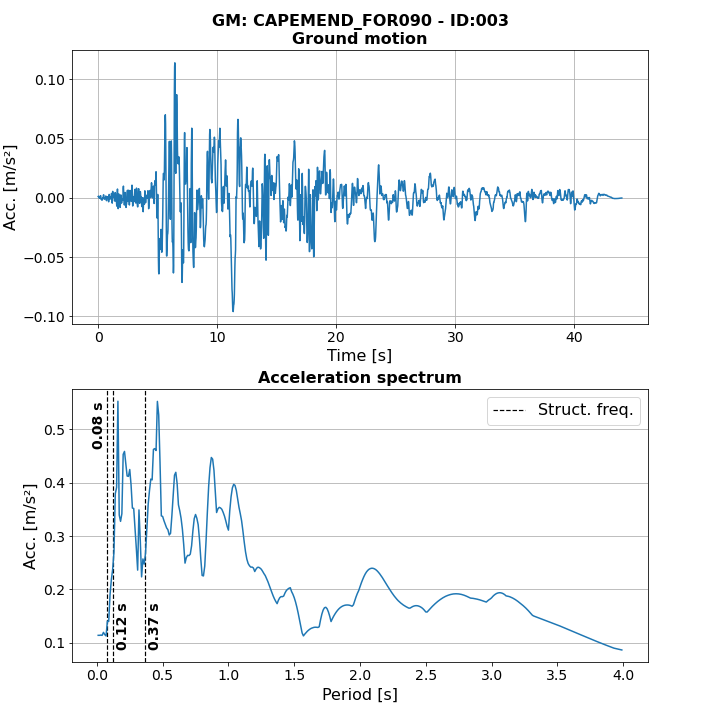 GM: CAPEMEND_FOR090 - ID:003
Ground motion
0.10
0.05
0.00
−0.05
−0.10
Acc. [m/s²]
0 10 20 30 40
Time [s]
Acceleration spectrum
Struct. freq.
0.08 s
0.12 s
0.37 s
0.5
0.4
0.3
0.2
0.1
Acc. [m/s²]
0.0 0.5 1.0 1.5 2.0 2.5 3.0 3.5 4.0
Period [s]